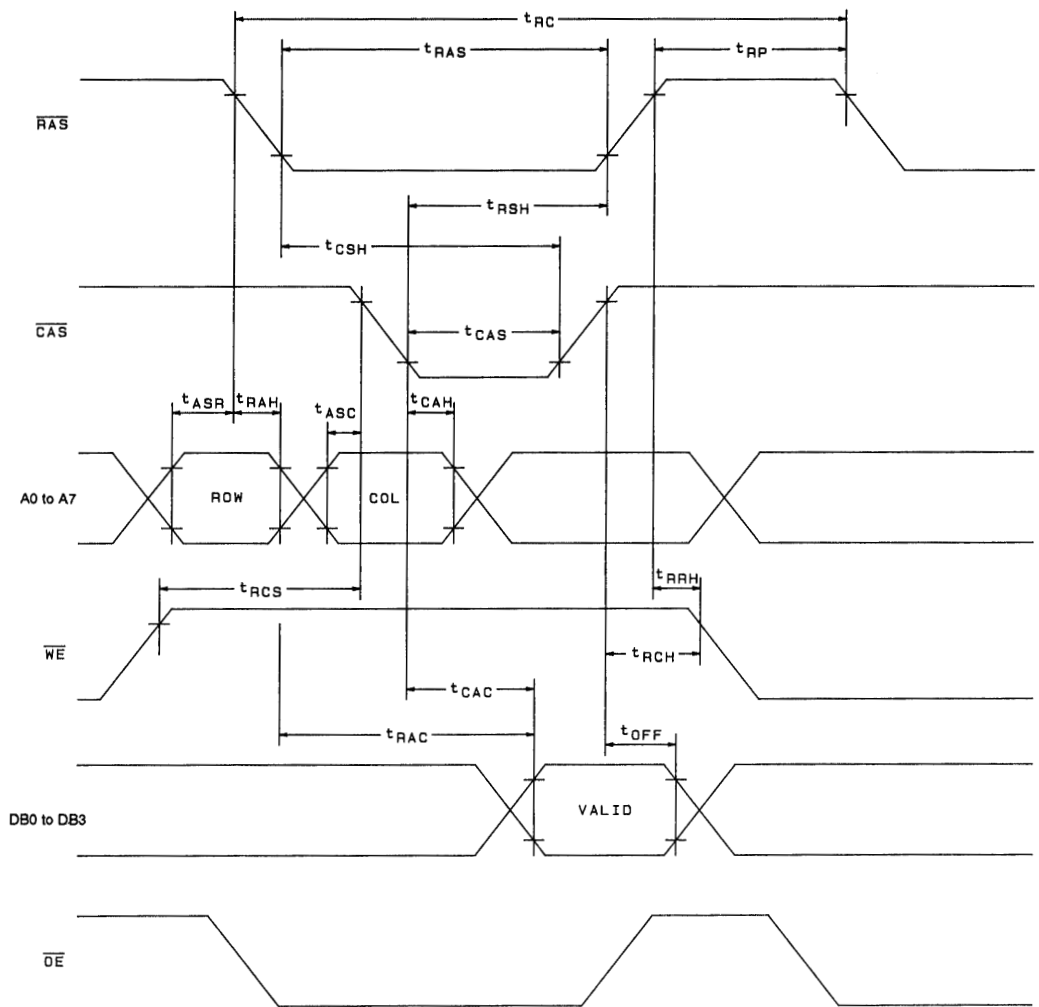 tRC
tRAS
tRP
RAS
tRSH
tCSH
CAS
tCAS
tASR
tRAH
tASC
tCAH
A0 to A7
ROW
COL
tRCS
tRRH
WE
tRCH
tCAC
tRAC
tOFF
DB0 to DB3
VALID
OE